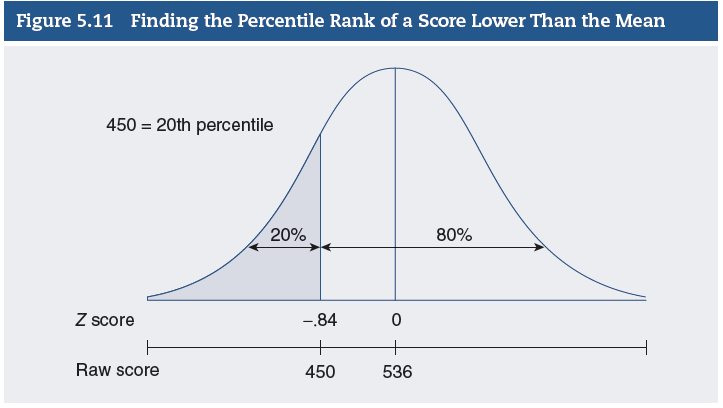 Figure 5.11 Finding the Percentile Rank of a Score Lower Than the Mean
450 = 20th percentile
20% 80%
Z score –.84 0
Raw score 450 536